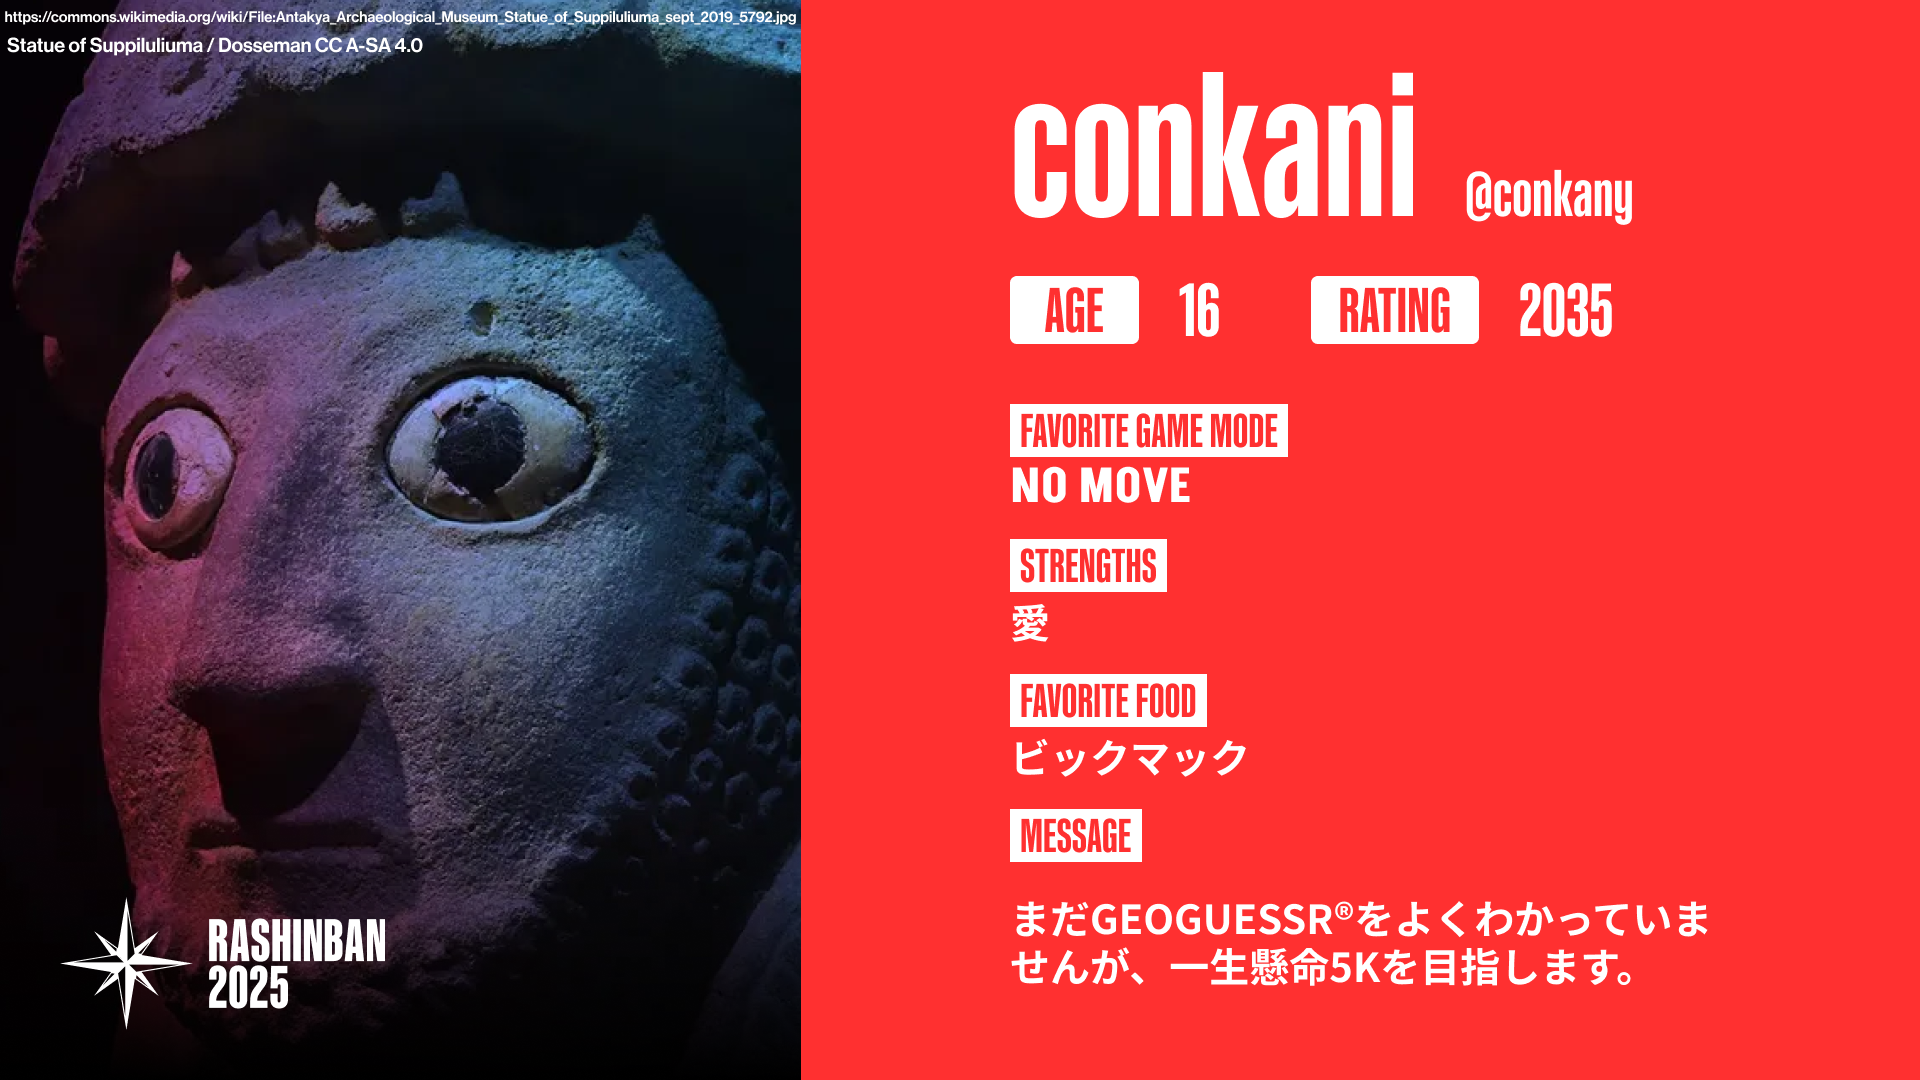 https://commons.wikimedia.org/wiki/File:Antakya_Archaeological_Museum_Statue_of_Suppiluliuma_sept_2019_5792.jpg
Statue of Suppiluliuma / Dosseman CC A-SA 4.0
RASHINBAN
2025
conkani
@conkany
AGE 16 RATING 2035
FAVORITE GAME MODE
NO MOVE
STRENGTHS
愛
FAVORITE FOOD
ビックマック
MESSAGE
まだGEOGUESSR®をよくわかっていま
せんが、一生懸命5Kを目指します。